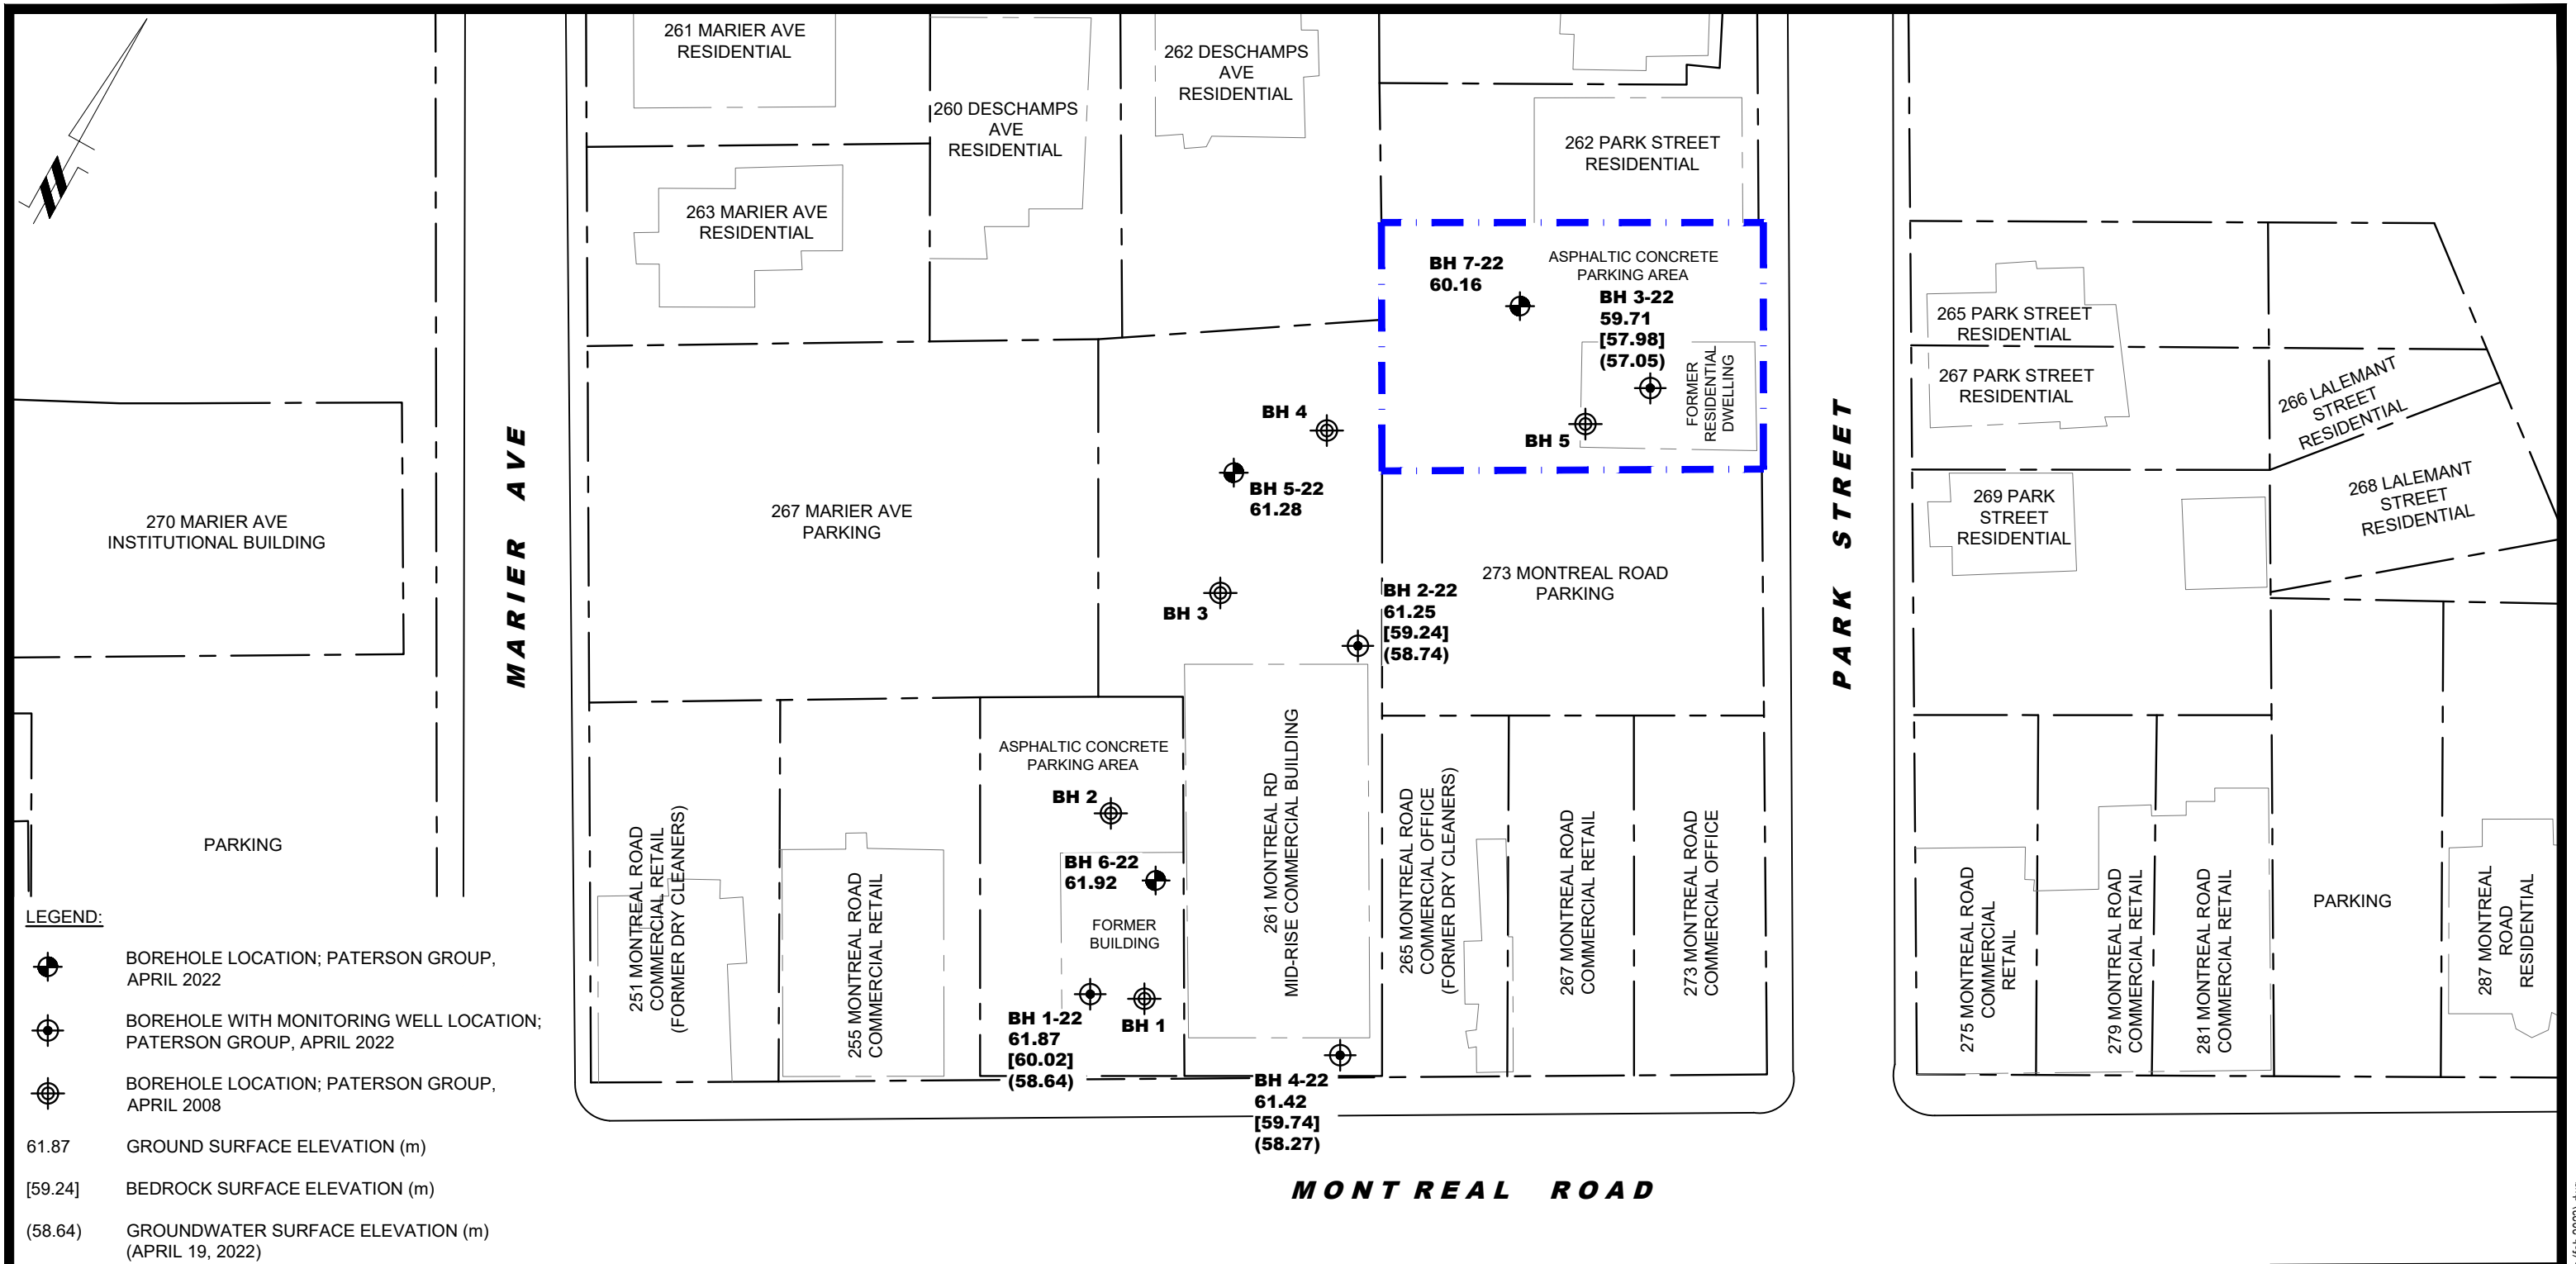 261 MARIER AVE
RESIDENTIAL
260 DESCHAMPS
AVE
RESIDENTIAL
262 DESCHAMPS
AVE
RESIDENTIAL
262 PARK STREET
RESIDENTIAL
263 MARIER AVE
RESIDENTIAL
BH 7-22
60.16
ASPHALTIC CONCRETE
PARKING AREA
BH 3-22
59.71
[57.98]
(57.05)
FORMER
RESIDENTIAL
DWELLING
BH 5
265 PARK STREET
RESIDENTIAL
267 PARK STREET
RESIDENTIAL
266 LALEMANT
STREET
RESIDENTIAL
268 LALEMANT
STREET
RESIDENTIAL
269 PARK
STREET
RESIDENTIAL
270 MARIER AVE
INSTITUTIONAL BUILDING
MARIER AVE
267 MARIER AVE
PARKING
BH 4
BH 5-22
61.28
BH 3
BH 2-22
61.25
[59.24]
(58.74)
273 MONTREAL ROAD
PARKING
PARK STREET
PARKING
251 MONTREAL ROAD
COMMERCIAL RETAIL
(FORMER DRY CLEANERS)
255 MONTREAL ROAD
COMMERCIAL RETAIL
ASPHALTIC CONCRETE
PARKING AREA
BH 2
BH 6-22
61.92
FORMER
BUILDING
BH 1-22
61.87
[60.02]
(58.64)
BH 1
261 MONTREAL RD
MID-RISE COMMERCIAL BUILDING
BH 4-22
61.42
[59.74]
(58.27)
265 MONTREAL ROAD
COMMERCIAL OFFICE
(FORMER DRY CLEANERS)
267 MONTREAL ROAD
COMMERCIAL RETAIL
273 MONTREAL ROAD
COMMERCIAL OFFICE
275 MONTREAL ROAD
COMMERCIAL
RETAIL
279 MONTREAL ROAD
COMMERCIAL RETAIL
281 MONTREAL ROAD
COMMERCIAL RETAIL
PARKING
287 MONTREAL
ROAD
RESIDENTIAL
MONTREAL ROAD
LEGEND:
BOREHOLE LOCATION; PATERSON GROUP,
APRIL 2022
BOREHOLE WITH MONITORING WELL LOCATION;
PATERSON GROUP, APRIL 2022
BOREHOLE LOCATION; PATERSON GROUP,
APRIL 2008
61.87 GROUND SURFACE ELEVATION (m)
[59.24] BEDROCK SURFACE ELEVATION (m)
(58.64) GROUNDWATER SURFACE ELEVATION (m)
(APRIL 19, 2022)